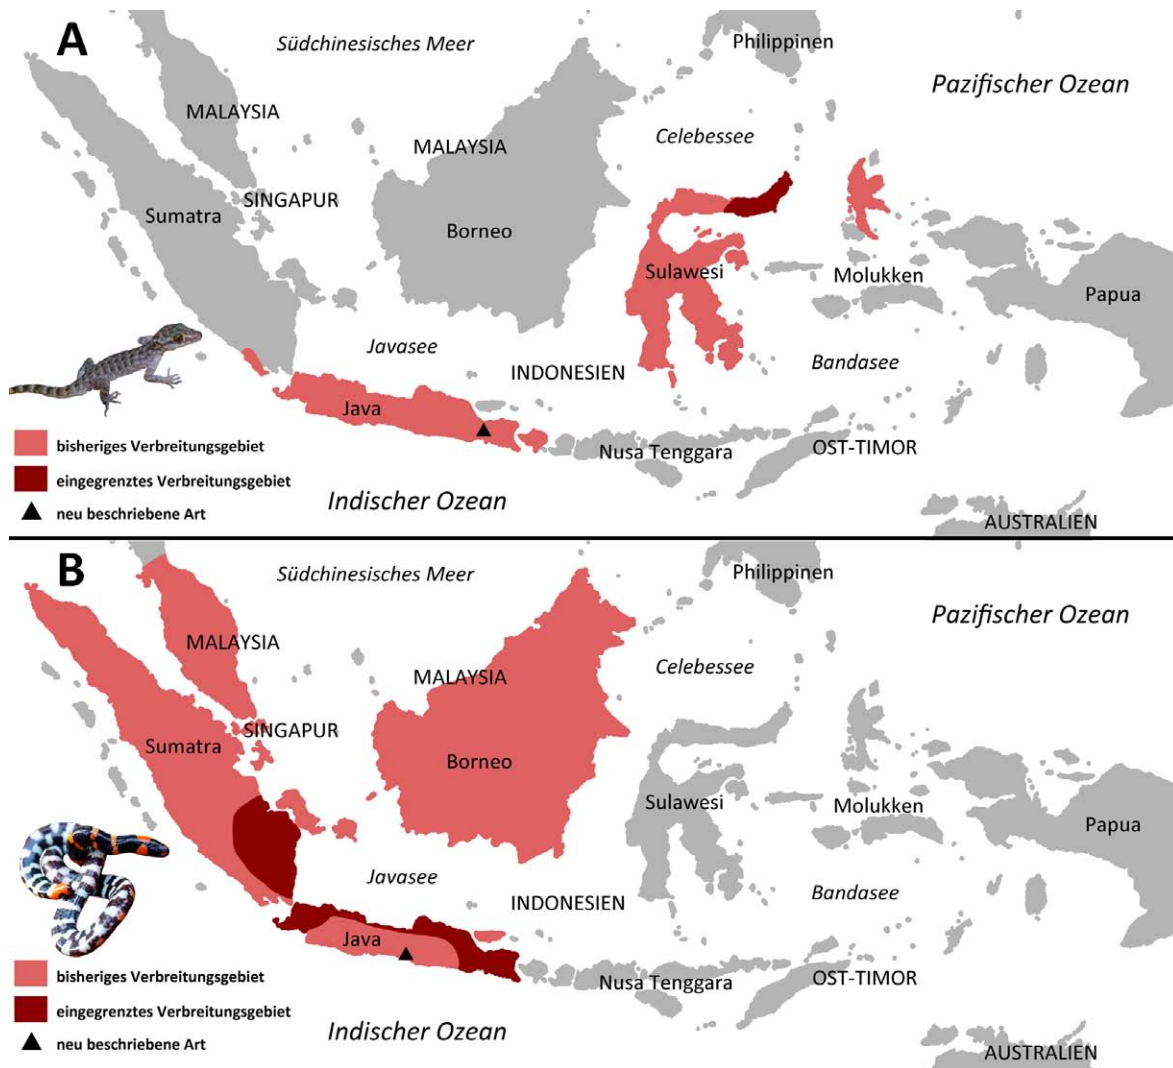 A
Südchinesisches Meer
Philippinen
Pazifischer Ozean
MALAYSIA
Celebessee
MALAYSIA
SINGAPUR
Sumatra
Borneo
Sulawesi
Molukken
Papua
Javasee
Bandasee
INDONESIEN
Java
bisheriges Verbreitungsgebiet
Nusa Tenggara
OST-TIMOR
eingegrenztes Verbreitungsgebiet
Indischer Ozean
neu beschriebene Art
AUSTRALIEN
B
Südchinesisches Meer
Philippinen
Pazifischer Ozean
MALAYSIA
Celebessee
MALAYSIA
SINGAPUR
Sumatra
Borneo
Sulawesi
Molukken
Papua
Javasee
Bandasee
INDONESIEN
Java
bisheriges Verbreitungsgebiet
Nusa Tenggara
OST-TIMOR
eingegrenztes Verbreitungsgebiet
Indischer Ozean
neu beschriebene Art
AUSTRALIEN